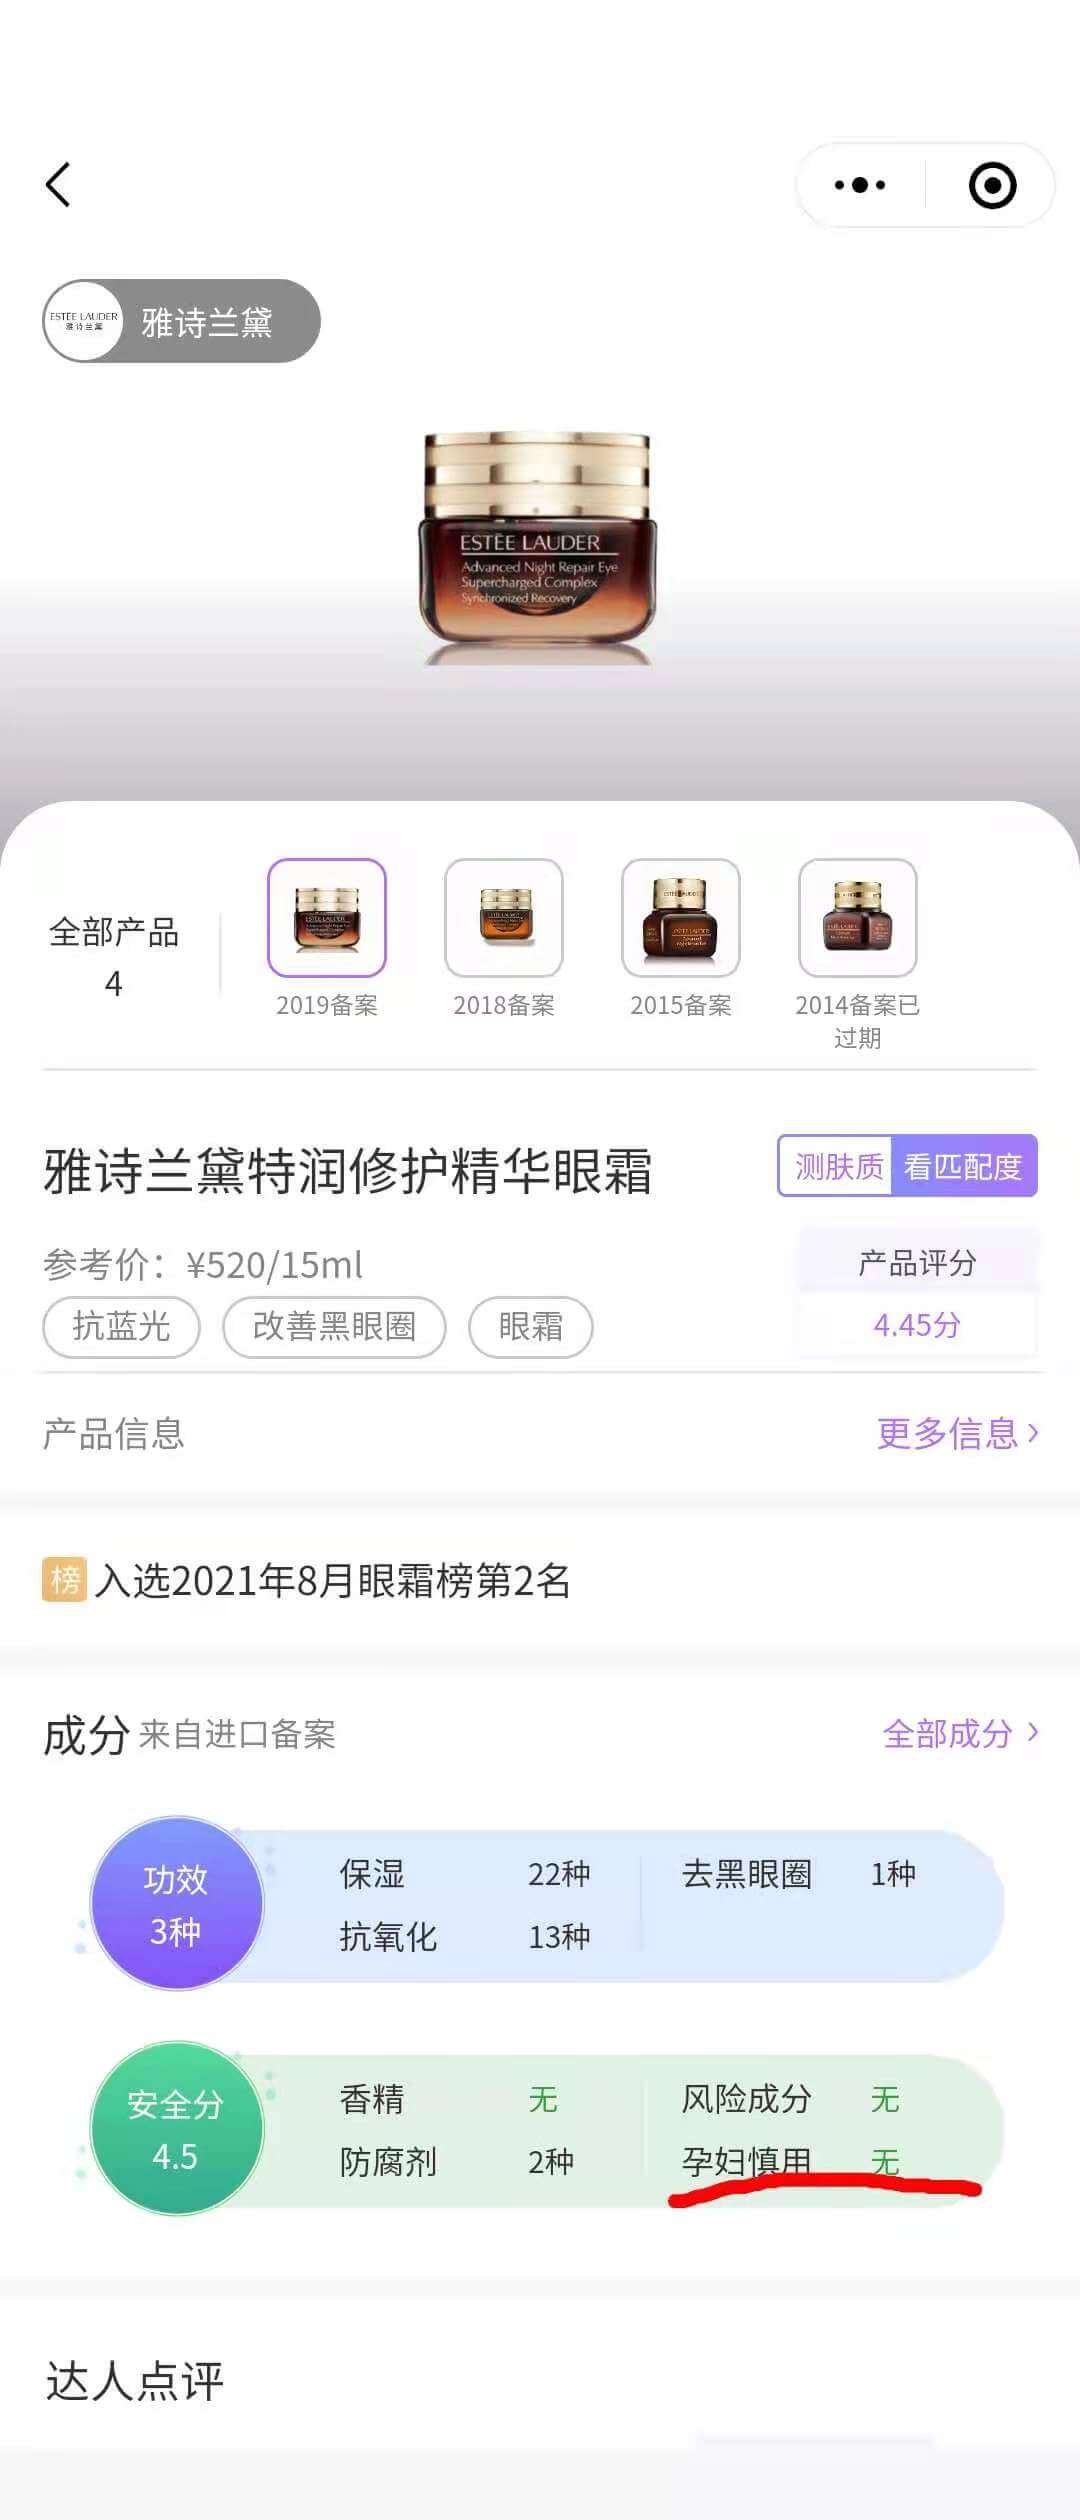 ESTĒE LAUDER
雅诗兰黛
雅诗兰黛
ESTĒE LAUDER
Advanced Night Repair Eye
Supercharged Complex
Synchronized Recovery
全部产品
4
2019备案
2018备案
2015备案
2014备案已
过期
雅诗兰黛特润修护精华眼霜
测肤质 看匹配度
参考价：¥520/15ml
产品评分
抗蓝光 改善黑眼圈 眼霜
4.45分
产品信息
更多信息
榜 入选2021年8月眼霜榜第2名
成分 来自进口备案
全部成分
功效
3种
保湿 22种 去黑眼圈 1种
抗氧化 13种
安全分
4.5
香精 无 风险成分 无
防腐剂 2种 孕妇慎用 无
达人点评